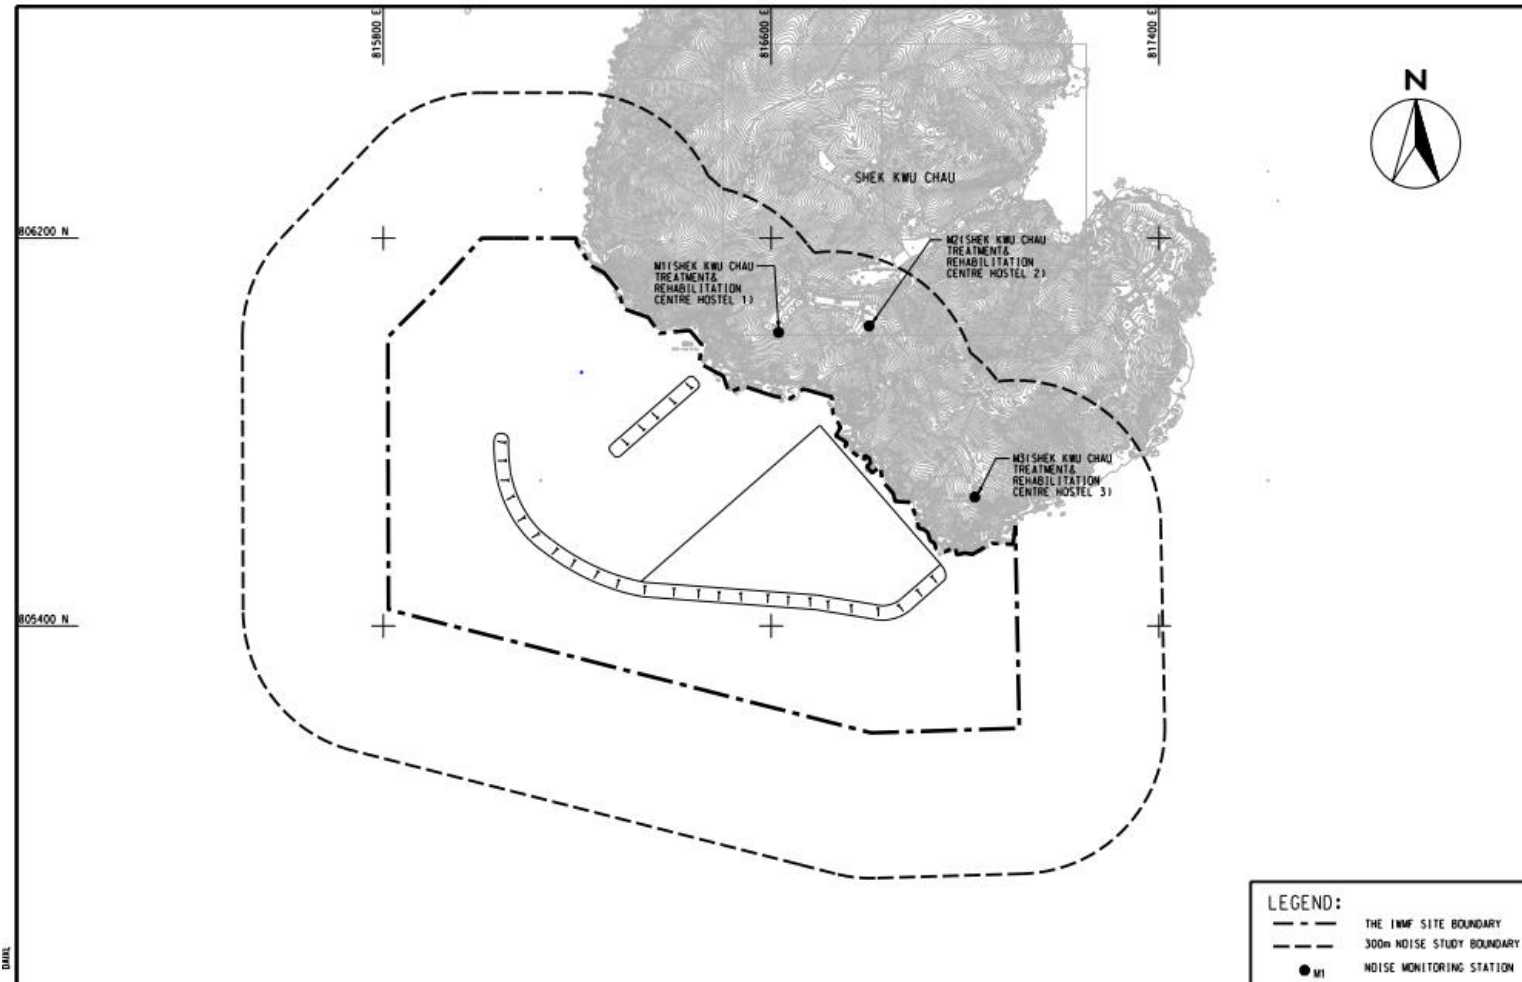 815800 E
816600 E
817400 E
N
SHEK KWU CHAU
806200 N
M2(SHEK KWU CHAU
TREATMENT&
REHABILITATION
CENTRE HOSTEL 2)
M1(SHEK KWU CHAU
TREATMENT&
REHABILITATION
CENTRE HOSTEL 1)
M3(SHEK KWU CHAU
TREATMENT&
REHABILITATION
CENTRE HOSTEL 3)
805400 N
LEGEND:
THE IWMF SITE BOUNDARY
300m NOISE STUDY BOUNDARY
M1 NOISE MONITORING STATION